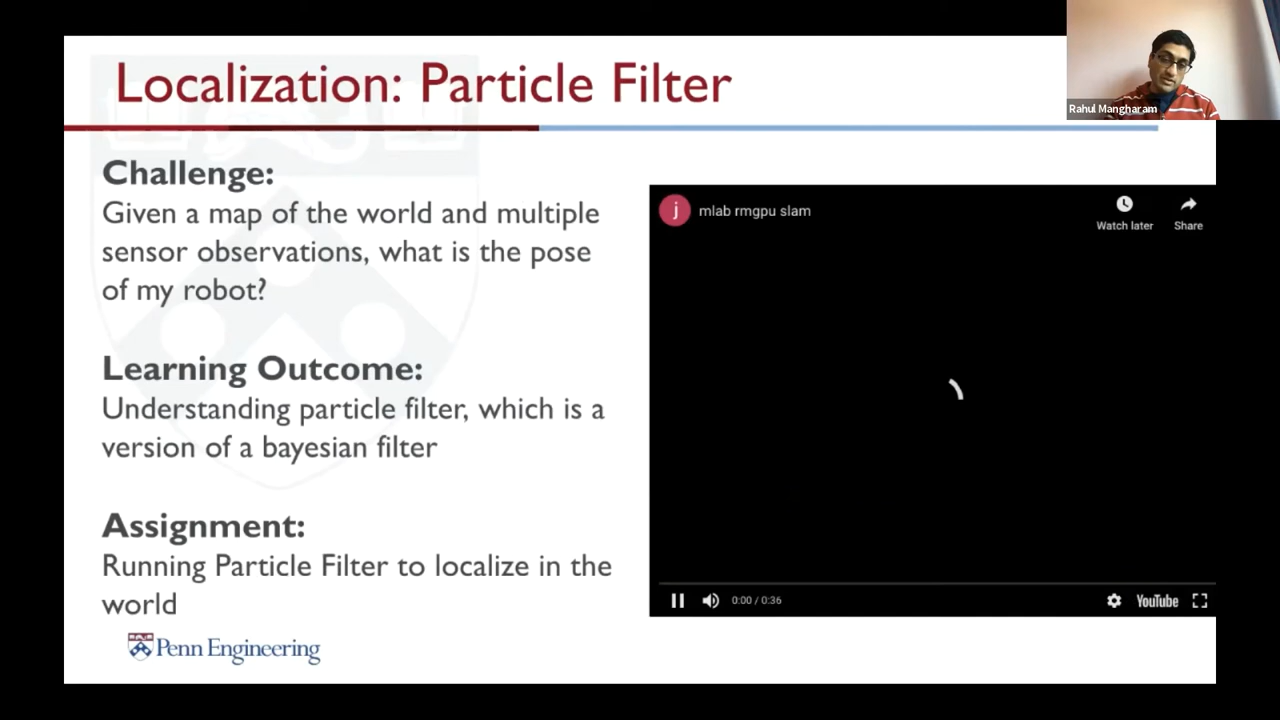 Localization: Particle Filter
Rahul Mangharam
Challenge:
Given a map of the world and multiple
sensor observations, what is the pose
of my robot?
Learning Outcome:
Understanding particle filter, which is a
version of a bayesian filter
Assignment:
Running Particle Filter to localize in the
world
Penn Engineering
j
mlab rmgpu slam
Watch later
Share
0:00 / 0:36
YouTube